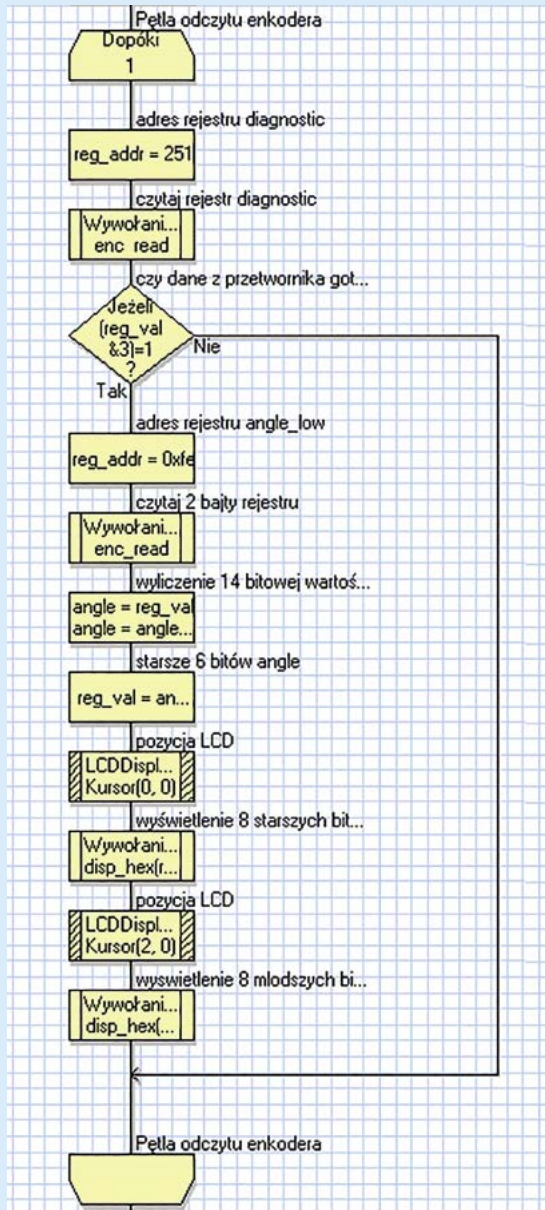 Pętla odczytu enkodera
Dopóki
1
adres rejestru diagnostic
reg_addr = 251
czytaj rejestr diagnostic
Wywołani...
enc_read
czy dane z przetwornika got...
Jeżeli
(reg_val
&3)=1
?
Nie
Tak
adres rejestru angle_low
reg_addr = 0xfe
czytaj 2 bajty rejestru
Wywołani...
enc_read
wyliczenie 14 bitowej wartoś...
angle = reg_val
angle = angle...
starsze 6 bitów angle
reg_val = an...
pozycja LCD
LCDDispl...
Kursor(0, 0)
wyświetlenie 8 starszych bit...
Wywołani...
disp_hex(r...
pozycja LCD
LCDDispl...
Kursor(2, 0)
wyswietlenie 8 mlodszych bi...
Wywołani...
disp_hex(...
Pętla odczytu enkodera